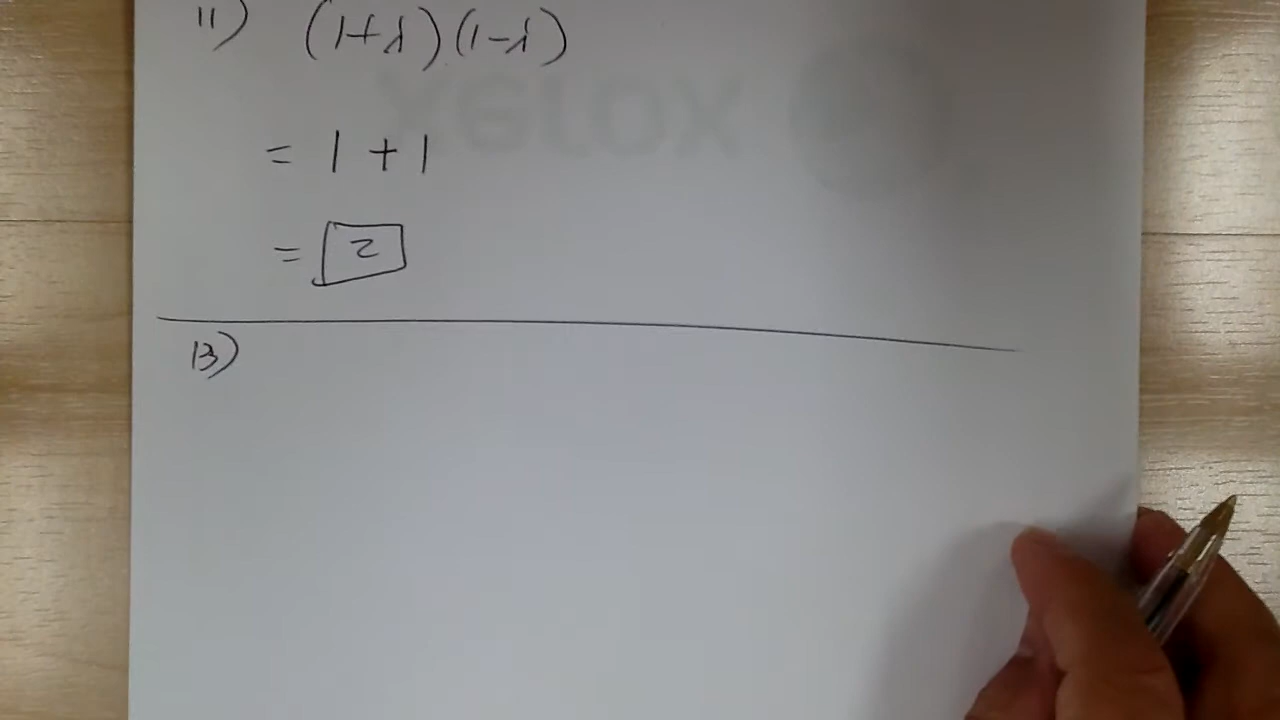 11) (1+i)(1-i)
= 1 + 1
= 2
13)